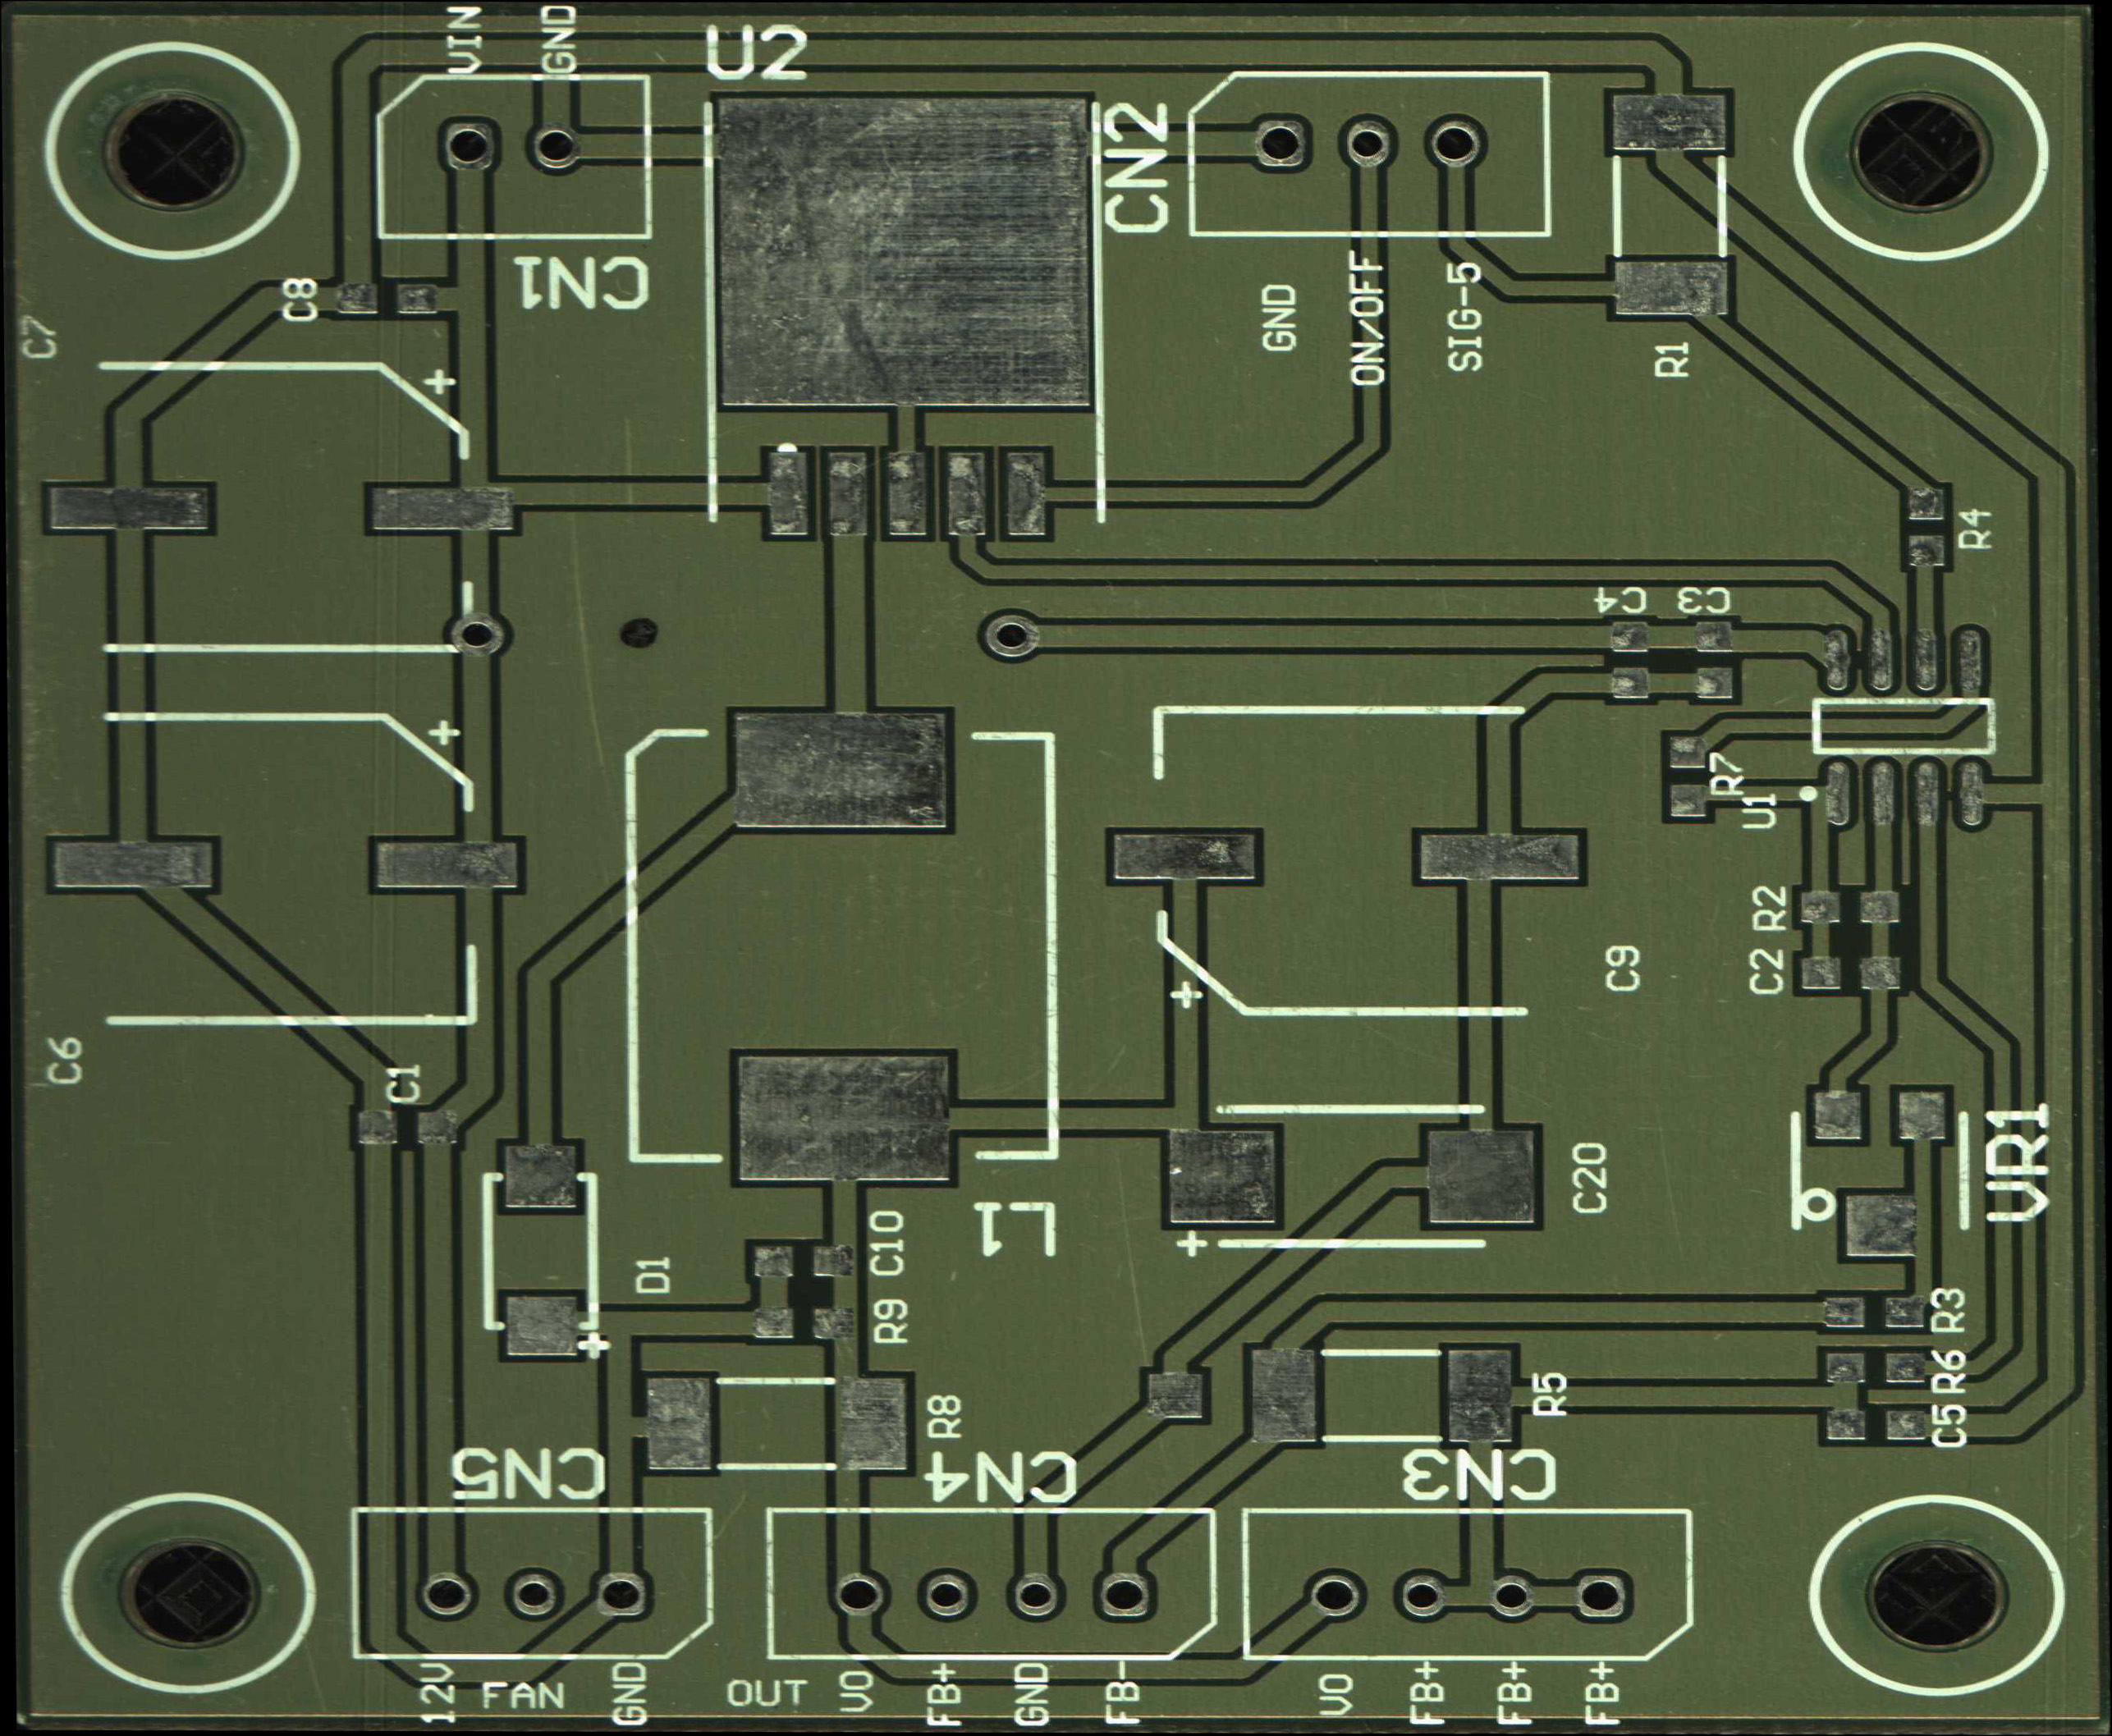 VIN
GND
U2
CN2
CN1
C8
C7
+
GND
ON/OFF
SIG-5
R1
R4
C4
C3
+
R7
U1
R2
C2
C9
+
C6
C1
VR1
C20
L1
+
C10
D1
R9
+
R3
R6
R5
C5
R8
CN5
CN4
CN3
12V
FAN
GND
OUT
VO
FB+
GND
FB-
VO
FB+
FB+
FB+